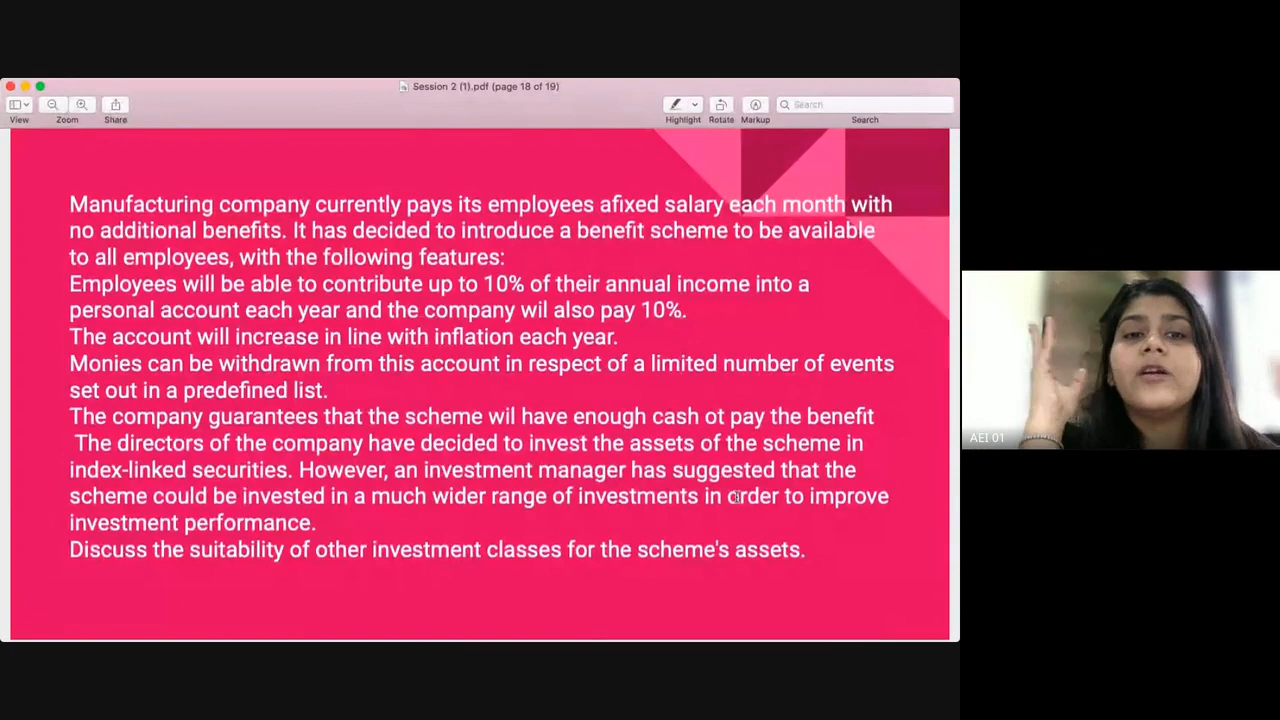 Session 2 (1).pdf (page 18 of 19)
View
Zoom
Share
Highlight
Rotate
Markup
Search
Search
Manufacturing company currently pays its employees afixed salary each month with
no additional benefits. It has decided to introduce a benefit scheme to be available
to all employees, with the following features:
Employees will be able to contribute up to 10% of their annual income into a
personal account each year and the company wil also pay 10%.
The account will increase in line with inflation each year.
Monies can be withdrawn from this account in respect of a limited number of events
set out in a predefined list.
The company guarantees that the scheme wil have enough cash ot pay the benefit
The directors of the company have decided to invest the assets of the scheme in
index-linked securities. However, an investment manager has suggested that the
scheme could be invested in a much wider range of investments in order to improve
investment performance.
Discuss the suitability of other investment classes for the scheme's assets.
AEI 01